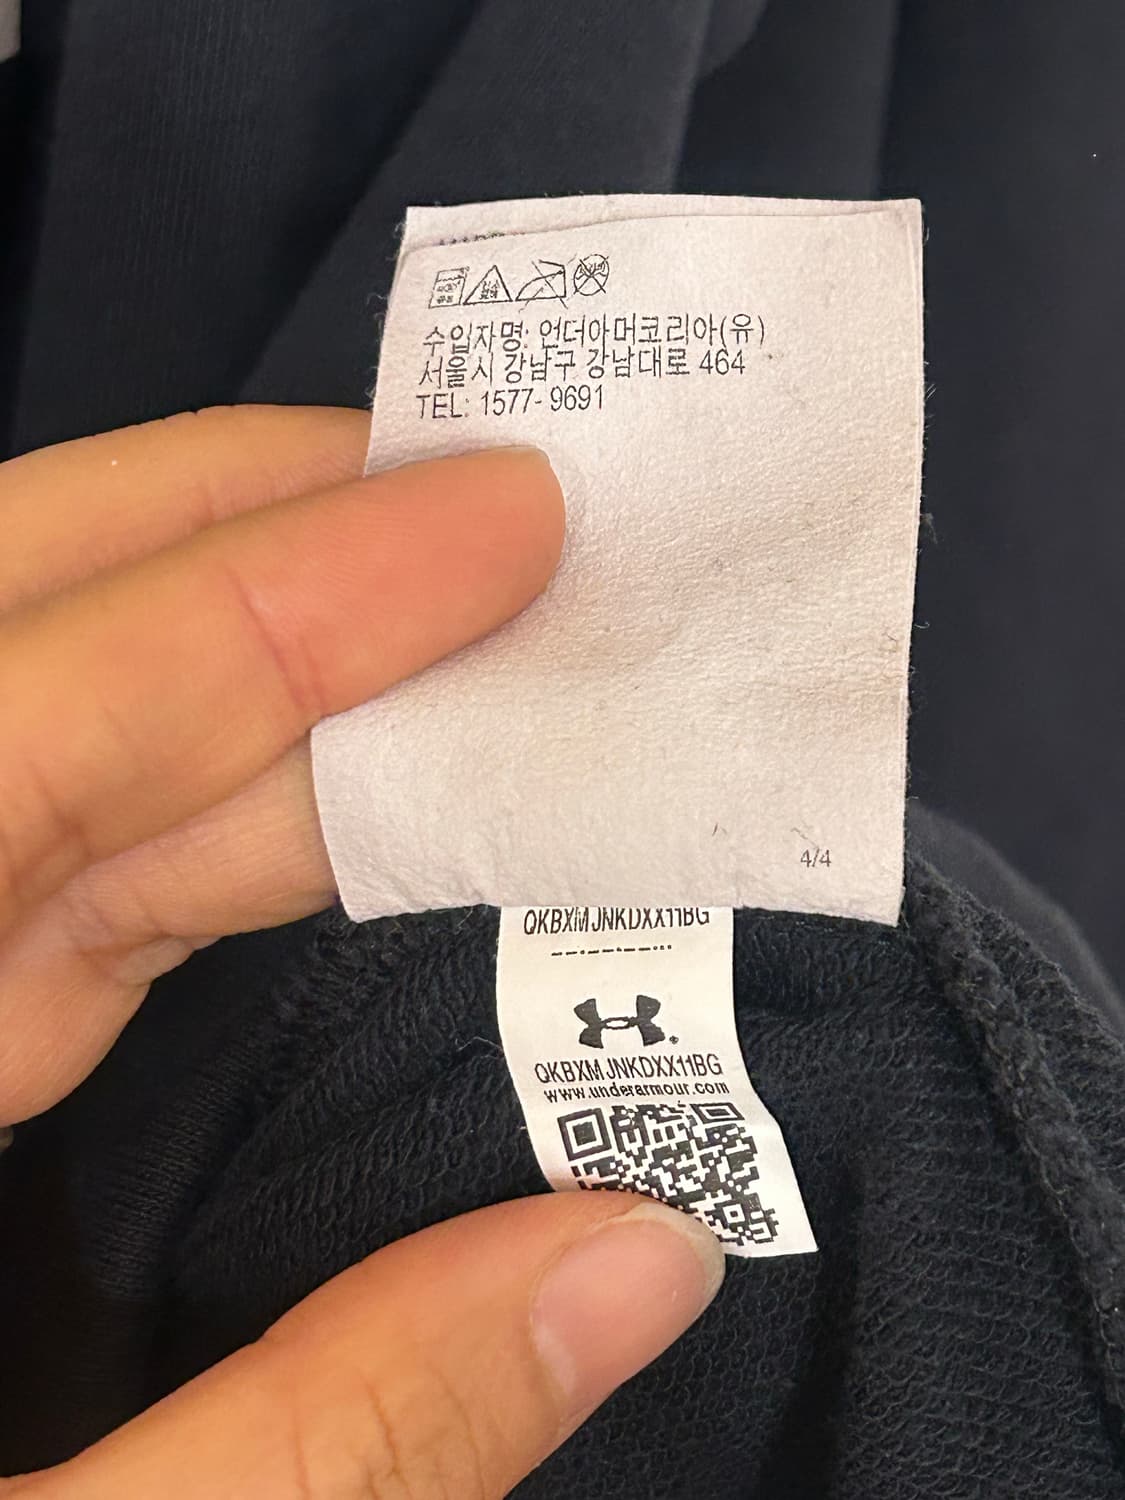 수입자명: 언더아머코리아(유)
서울시 강남구 강남대로 464
TEL: 1577-9691
4/4
QKBXMJNKDXX11BG
QKBXMJNKDXX11BG
www.underarmour.com